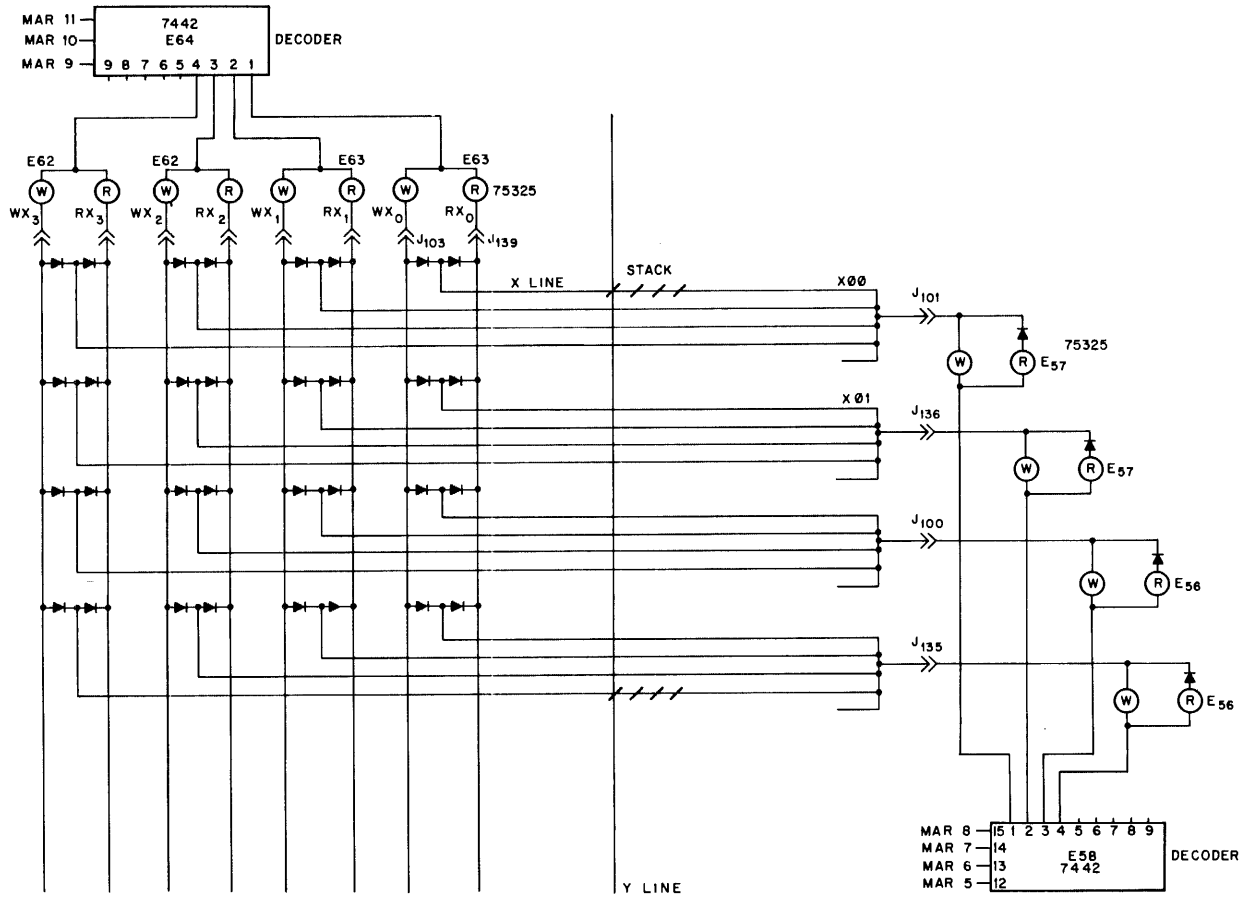 MAR 11
MAR 10
MAR 9
7442
E64
9 8 7 6 5 4 3 2 1
DECODER
E62 E62 E63 E63
W R W R W R W R 75325
WX3 RX3 WX2 RX2 WX1 RX1 WX0 RX0
J103 J139
X LINE
STACK
XØ0
J101
75325
W R E57
XØ1
J136
W R E57
J100
W R E56
J135
W R E56
MAR 8
MAR 7
MAR 6
MAR 5
15 1 2 3 4 5 6 7 8 9
14
13
12
E58
7442
DECODER
Y LINE